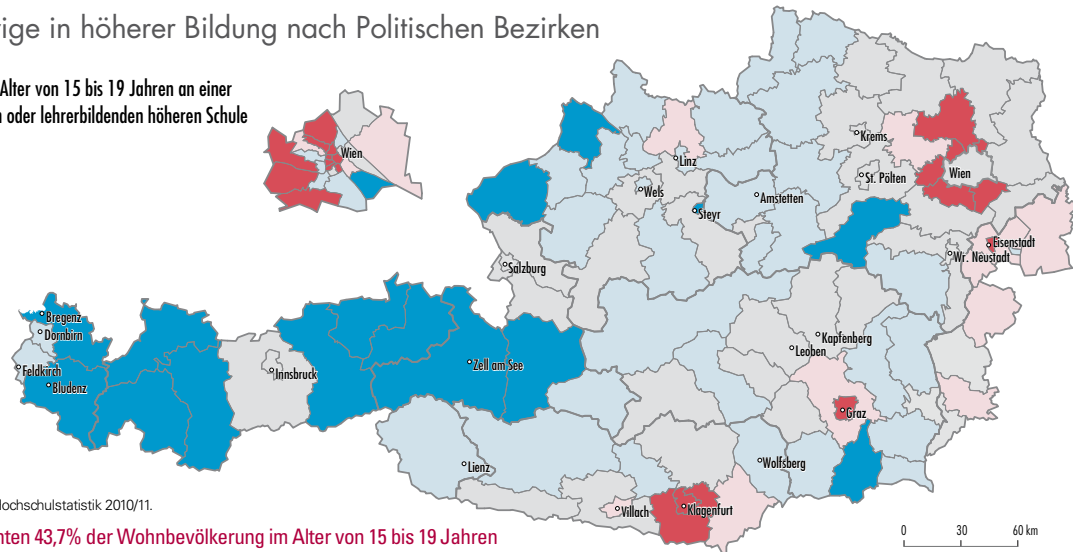 ige in höherer Bildung nach Politischen Bezirken
Alter von 15 bis 19 Jahren an einer
oder lehrerbildenden höheren Schule
Wien
Krems
Linz
St. Pölten
Wien
Wels
Amstetten
Steyr
Eisenstadt
Wr. Neustadt
Salzburg
Bregenz
Dornbirn
Kapfenberg
Leoben
Feldkirch
Innsbruck
Zell am See
Bludenz
Graz
Lienz
Wolfsberg
Villach
Klagenfurt
ochschulstatistik 2010/11.
nten 43,7% der Wohnbevölkerung im Alter von 15 bis 19 Jahren
0 30 60 km